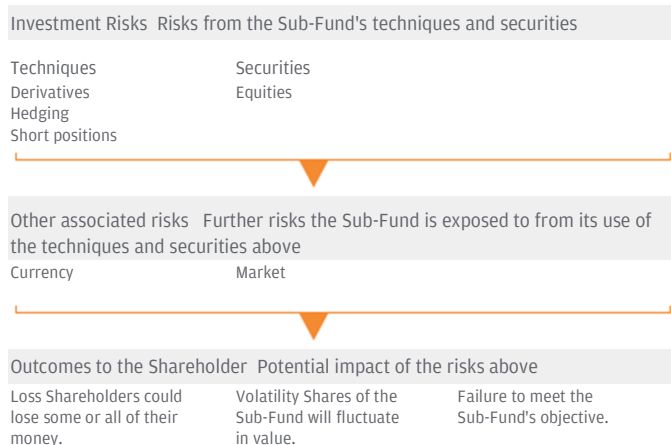 Investment Risks Risks from the Sub-Fund's techniques and securities
Techniques
Securities
Derivatives
Equities
Hedging
Short positions
Other associated risks Further risks the Sub-Fund is exposed to from its use of
the techniques and securities above
Currency
Market
Outcomes to the Shareholder Potential impact of the risks above
Loss Shareholders could
lose some or all of their
money.
Volatility Shares of the
Sub-Fund will fluctuate
in value.
Failure to meet the
Sub-Fund's objective.